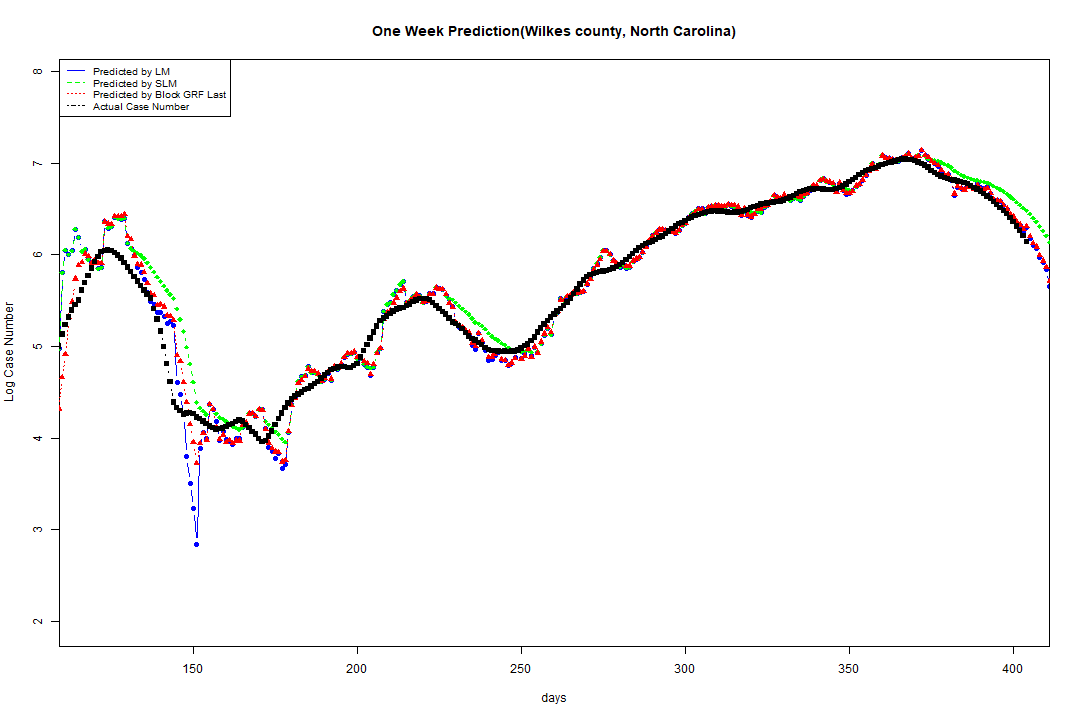 One Week Prediction(Wilkes county, North Carolina)
Predicted by LM
Predicted by SLM
Predicted by Block GRF Last
Actual Case Number
8
7
6
5
4
3
2
Log Case Number
150
200
250
300
350
400
days